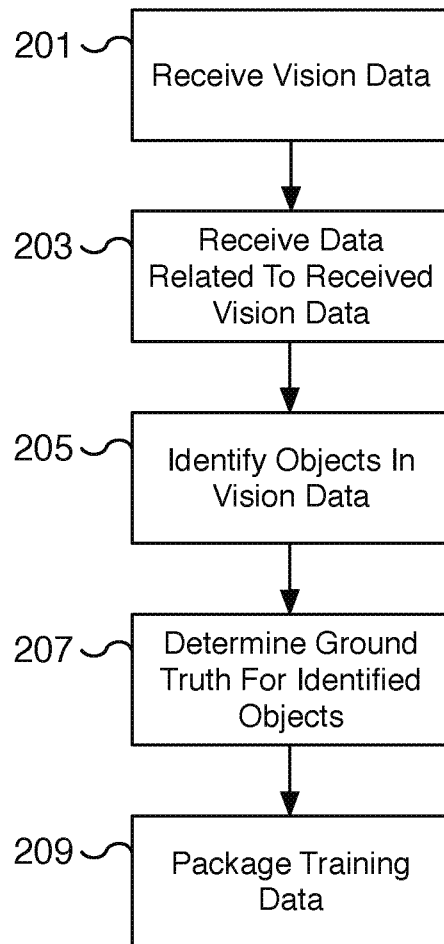 201
Receive Vision Data
203
Receive Data
Related To Received
Vision Data
205
Identify Objects In
Vision Data
207
Determine Ground
Truth For Identified
Objects
209
Package Training
Data